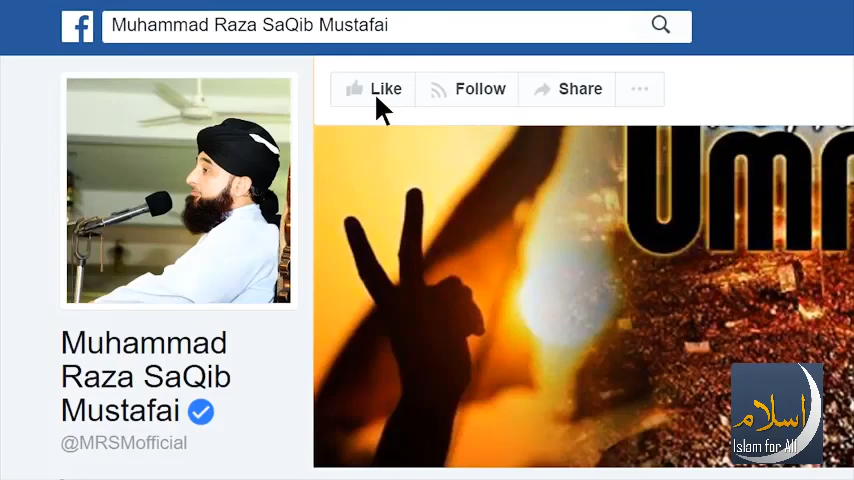 Muhammad Raza SaQib Mustafai
Like
Follow
Share
Muhammad
Raza SaQib
Mustafai
@MRSMofficial
اسلام
Islam for All